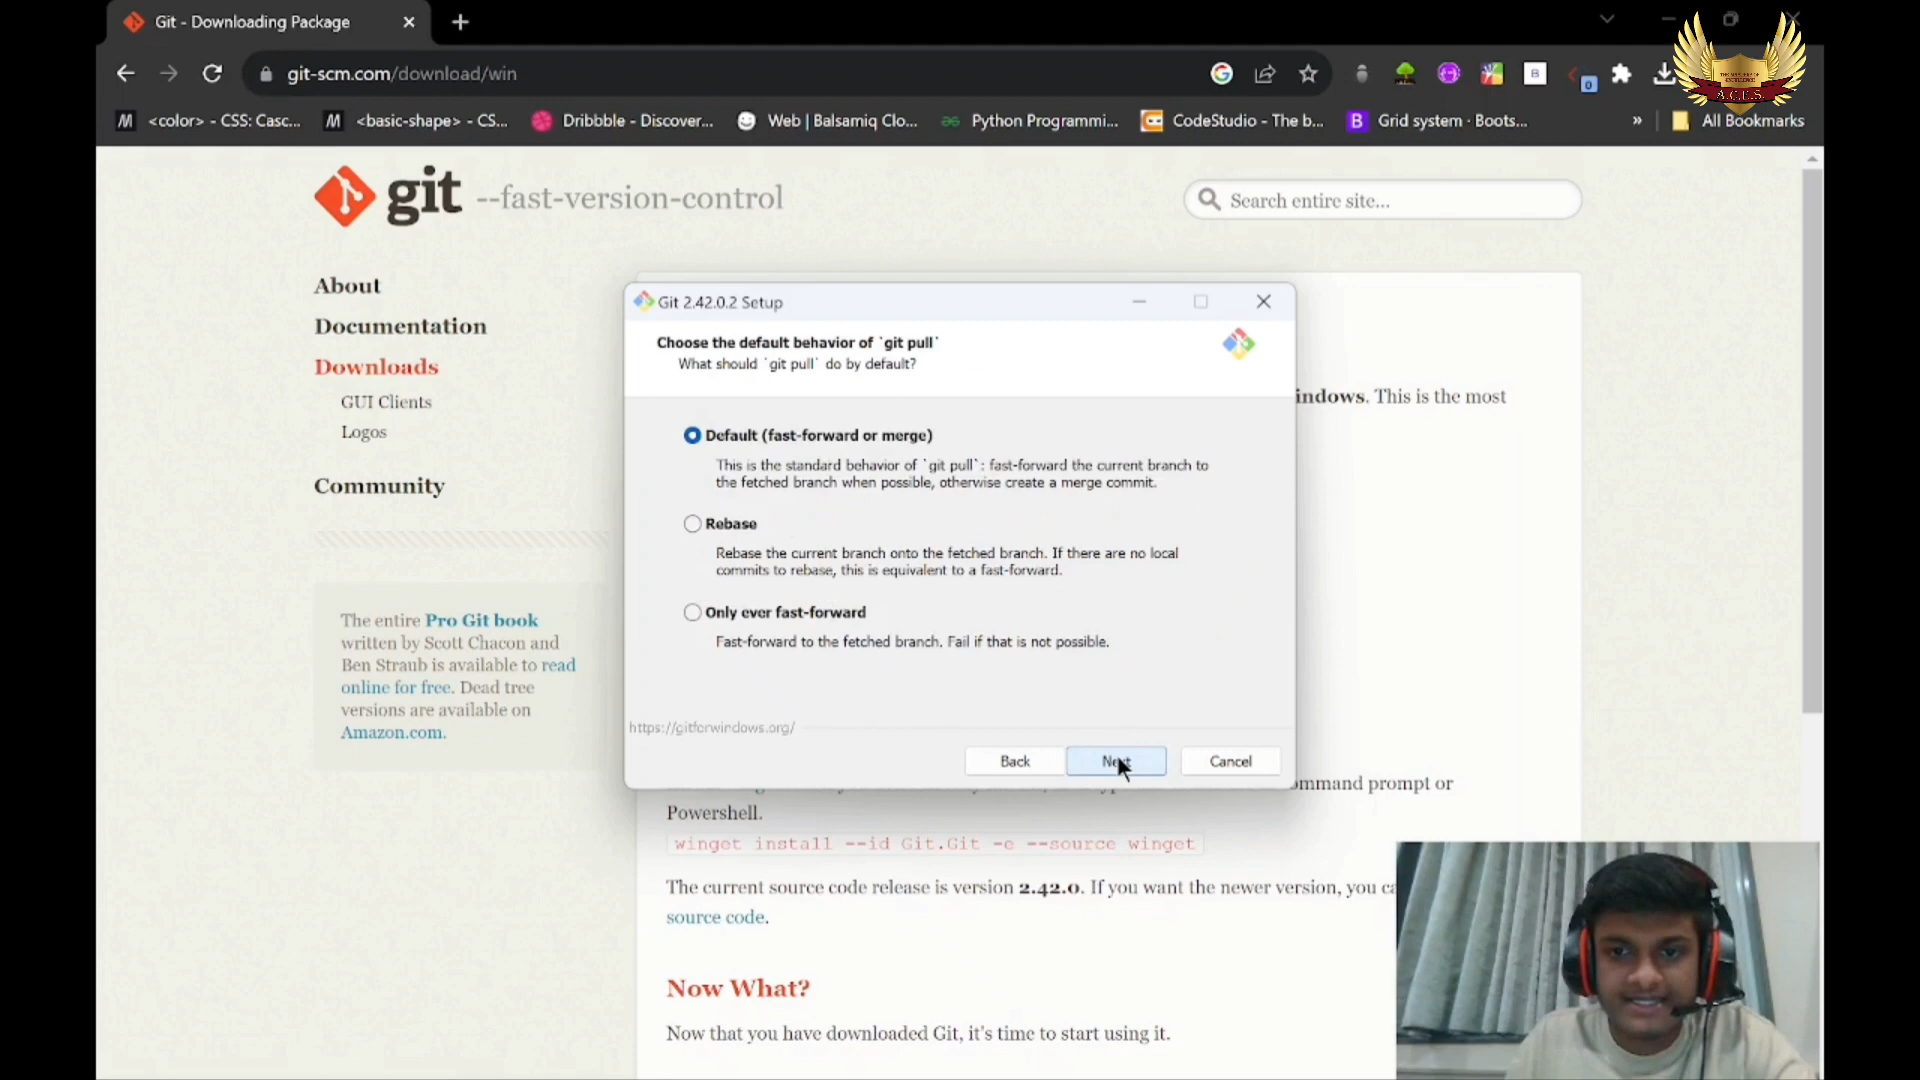 Git - Downloading Package
git-scm.com/download/win
<color> - CSS: Casc...
<basic-shape> - CS...
Dribbble - Discover...
Web | Balsamiq Clo...
Python Programmi...
CodeStudio - The b...
Grid system · Boots...
»
All Bookmarks
A.C.E.S.
git --fast-version-control
Search entire site...
About
Documentation
Downloads
GUI Clients
Logos
Community
The entire Pro Git book
written by Scott Chacon and
Ben Straub is available to read
online for free. Dead tree
versions are available on
Amazon.com.
Git 2.42.0.2 Setup
Choose the default behavior of `git pull`
What should `git pull` do by default?
Default (fast-forward or merge)
This is the standard behavior of `git pull`: fast-forward the current branch to
the fetched branch when possible, otherwise create a merge commit.
Rebase
Rebase the current branch onto the fetched branch. If there are no local
commits to rebase, this is equivalent to a fast-forward.
Only ever fast-forward
Fast-forward to the fetched branch. Fail if that is not possible.
https://gitforwindows.org/
Back
Next
Cancel
indows. This is the most
ommand prompt or
Powershell.
winget install --id Git.Git -e --source winget
The current source code release is version 2.42.0. If you want the newer version, you ca
source code.
Now What?
Now that you have downloaded Git, it's time to start using it.